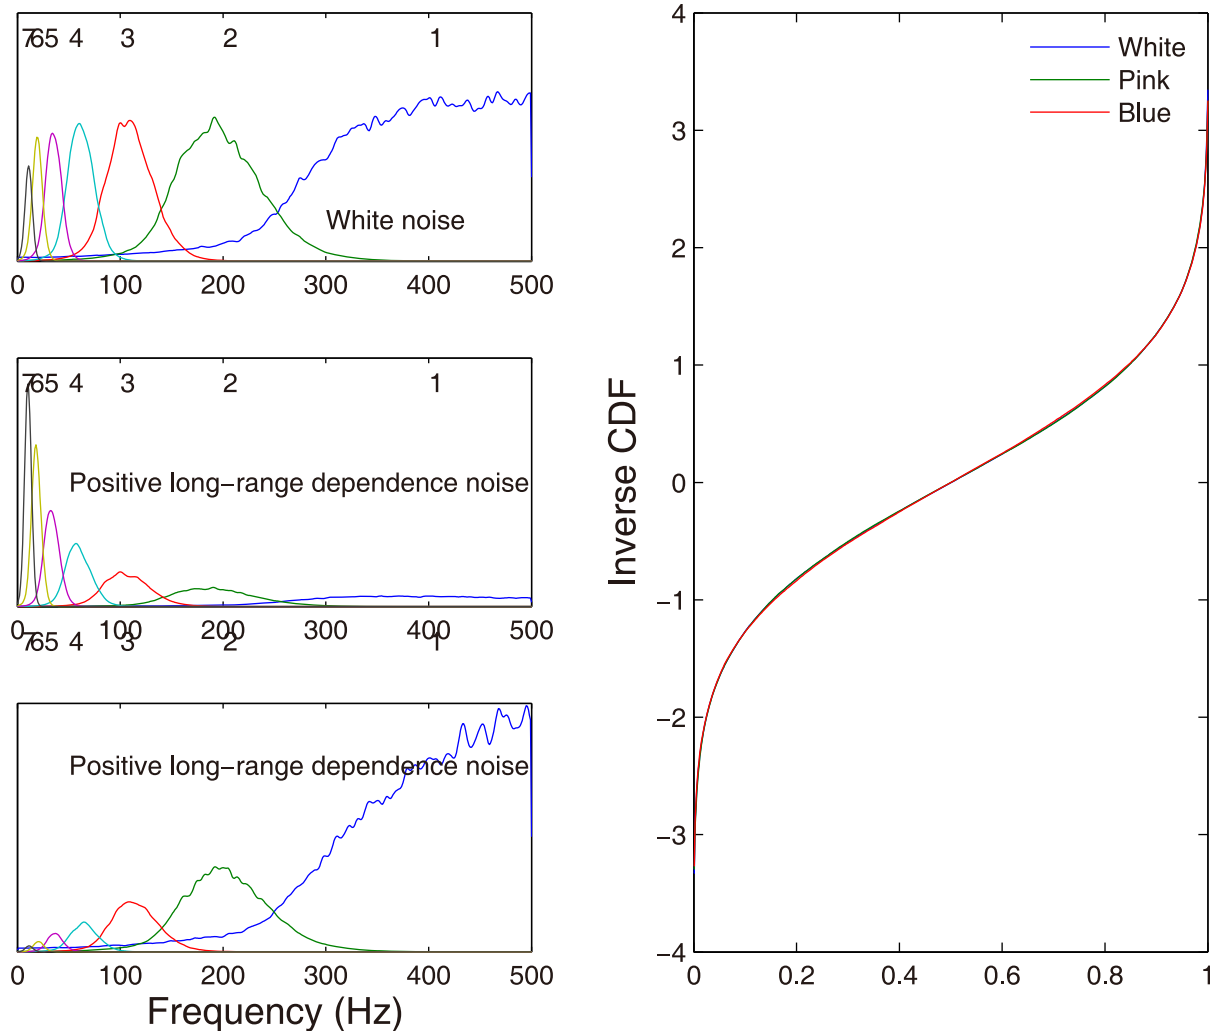 7 6 5 4 3 2 1
White noise
0 100 200 300 400 500
7 6 5 4 3 2 1
Positive long−range dependence noise
0 100 200 300 400 500
7 6 5 4 3 2 1
Positive long−range dependence noise
0 100 200 300 400 500
Frequency (Hz)
4
3
2
1
0
−1
−2
−3
−4
Inverse CDF
White
Pink
Blue
0 0.2 0.4 0.6 0.8 1